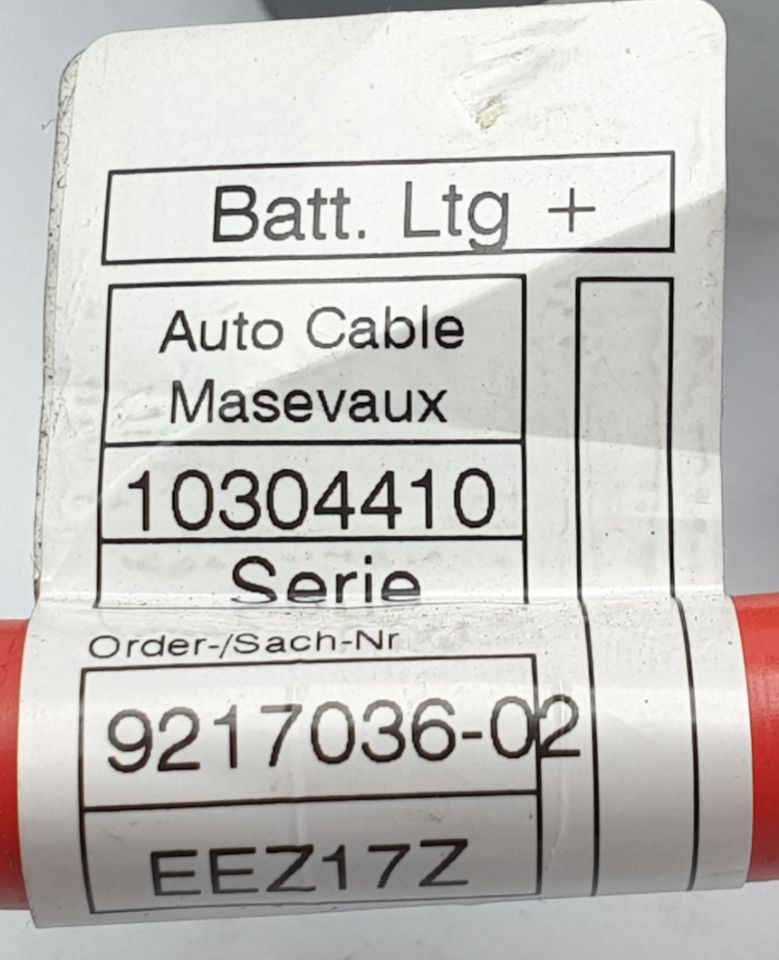 Batt. Ltg +
Auto Cable
Masevaux
10304410
Serie
Order-/Sach-Nr
9217036-02
EEZ17Z